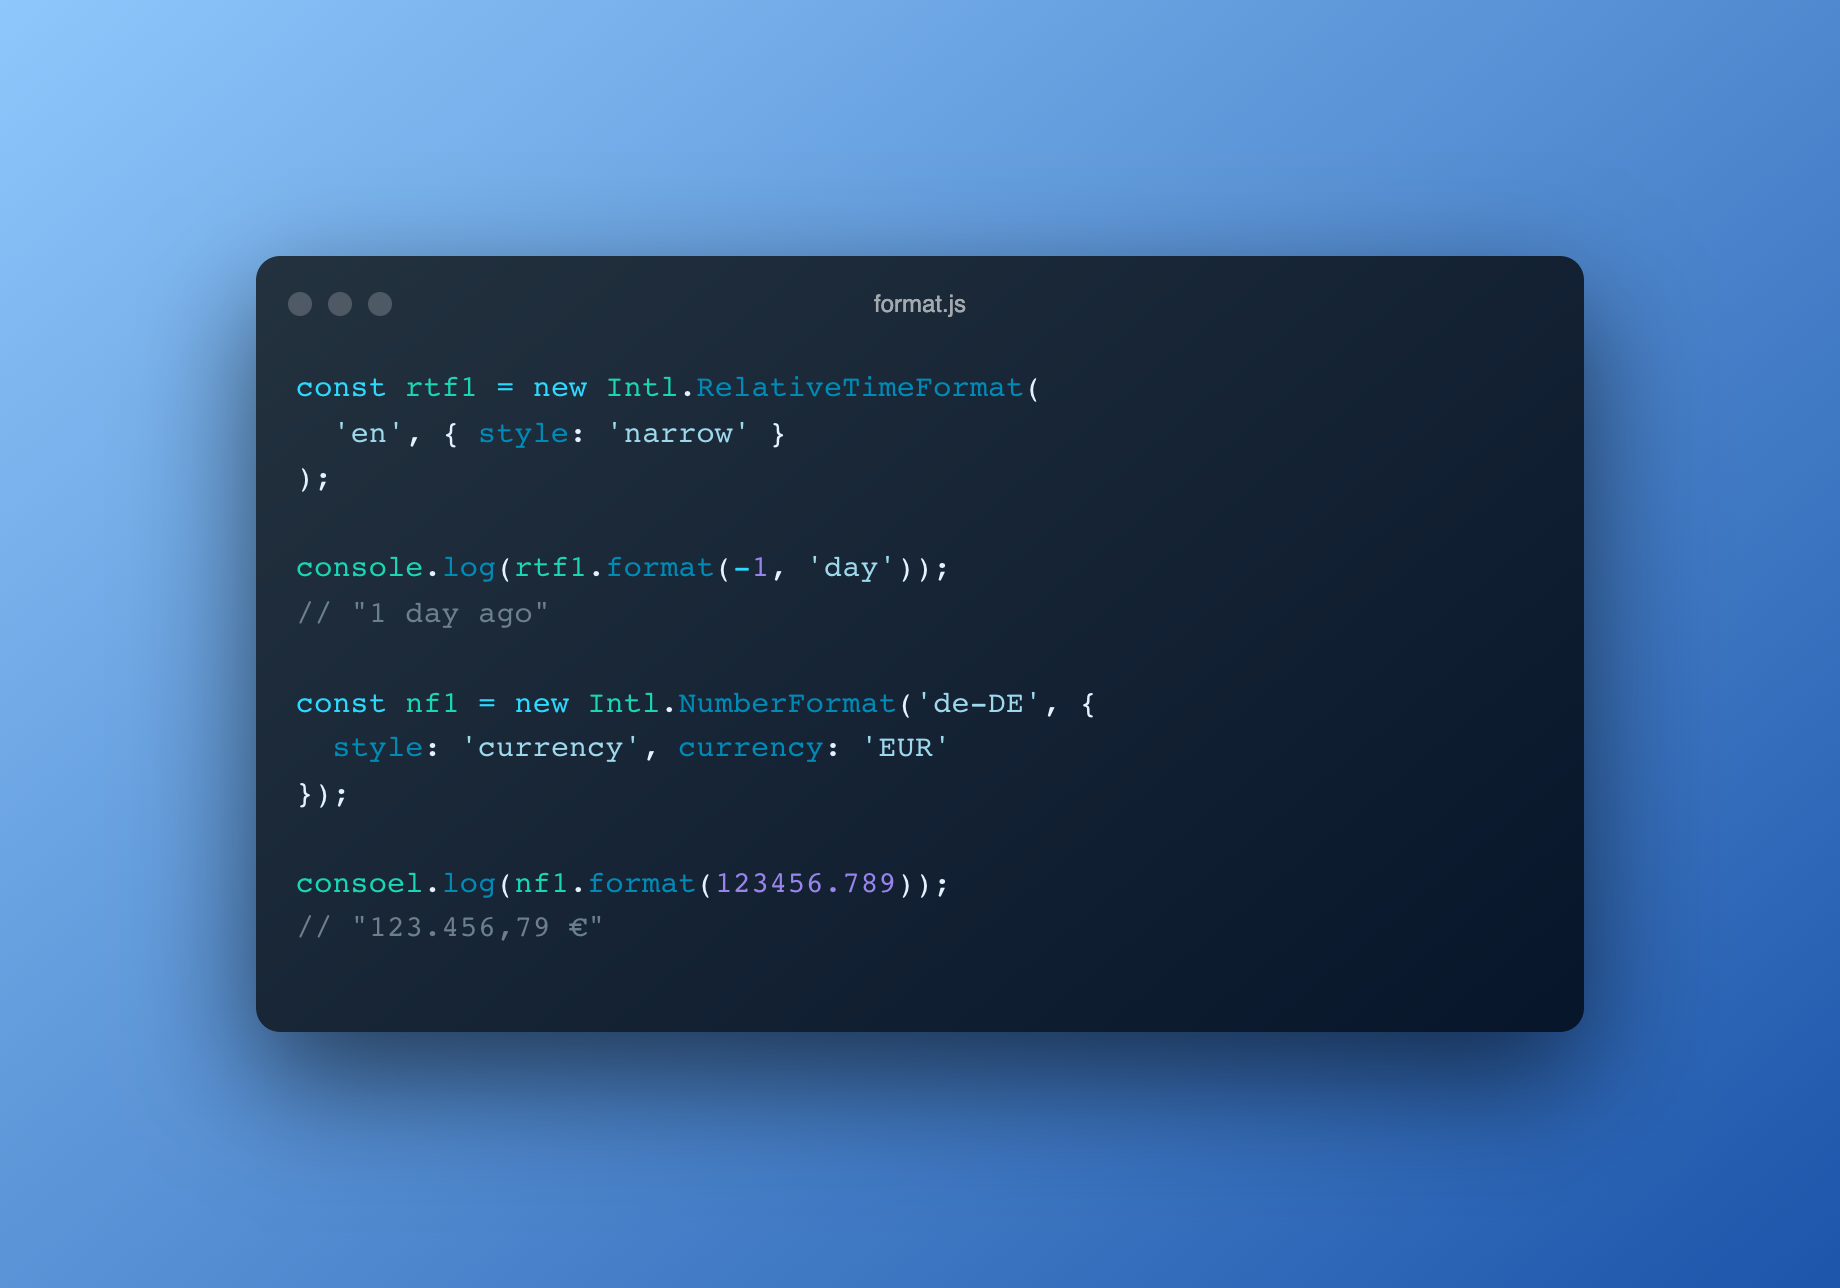 format.js
const rtf1 = new Intl.RelativeTimeFormat(
  'en', { style: 'narrow' }
);
console.log(rtf1.format(-1, 'day'));
// "1 day ago"
const nf1 = new Intl.NumberFormat('de-DE', {
  style: 'currency', currency: 'EUR'
});
consoel.log(nf1.format(123456.789));
// "123.456,79 €"